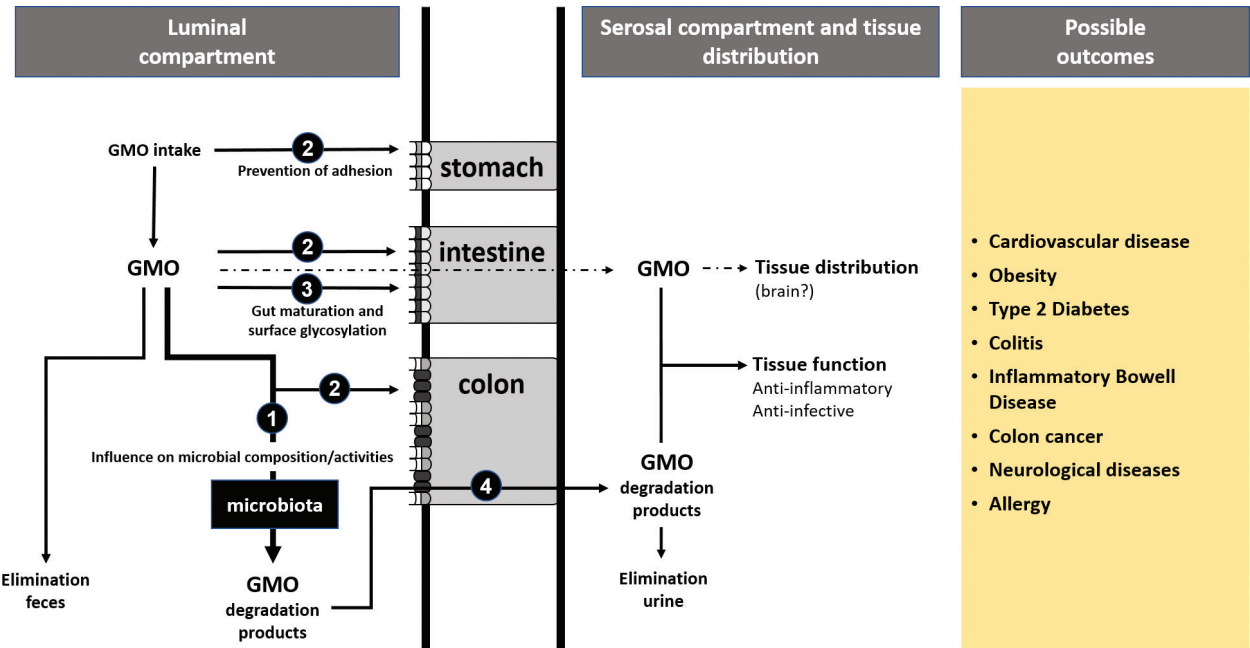 Luminal
compartment
Serosal compartment and tissue
distribution
Possible
outcomes
GMO intake
2
Prevention of adhesion
stomach
GMO
2
intestine
3
Gut maturation and
surface glycosylation
GMO
Tissue distribution
(brain?)
2
colon
1
Influence on microbial composition/activities
microbiota
4
Tissue function
Anti-inflammatory
Anti-infective
GMO
degradation
products
Elimination
feces
GMO
degradation
products
Elimination
urine
• Cardiovascular disease
• Obesity
• Type 2 Diabetes
• Colitis
• Inflammatory Bowell
Disease
• Colon cancer
• Neurological diseases
• Allergy